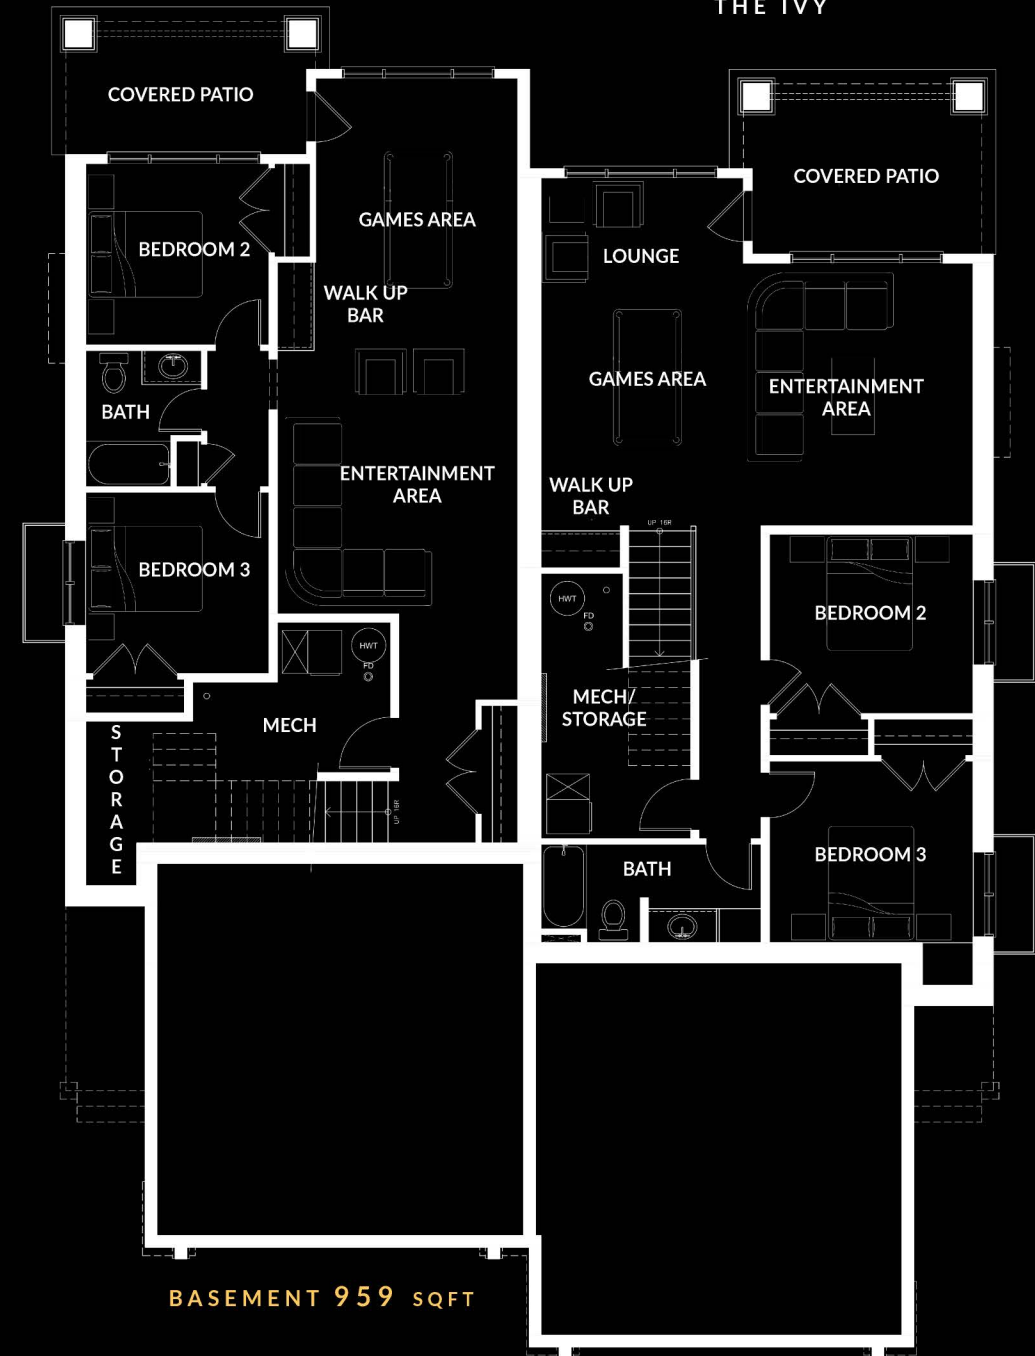 THE IVY
COVERED PATIO
GAMES AREA
BEDROOM 2
WALK UP
BAR
BATH
ENTERTAINMENT
AREA
BEDROOM 3
HWT
FD
MECH
STORAGE
UP 16R
COVERED PATIO
LOUNGE
GAMES AREA
ENTERTAINMENT
AREA
WALK UP
BAR
UP 16R
HWT
FD
BEDROOM 2
MECH/
STORAGE
BEDROOM 3
BATH
BASEMENT 959 SQFT